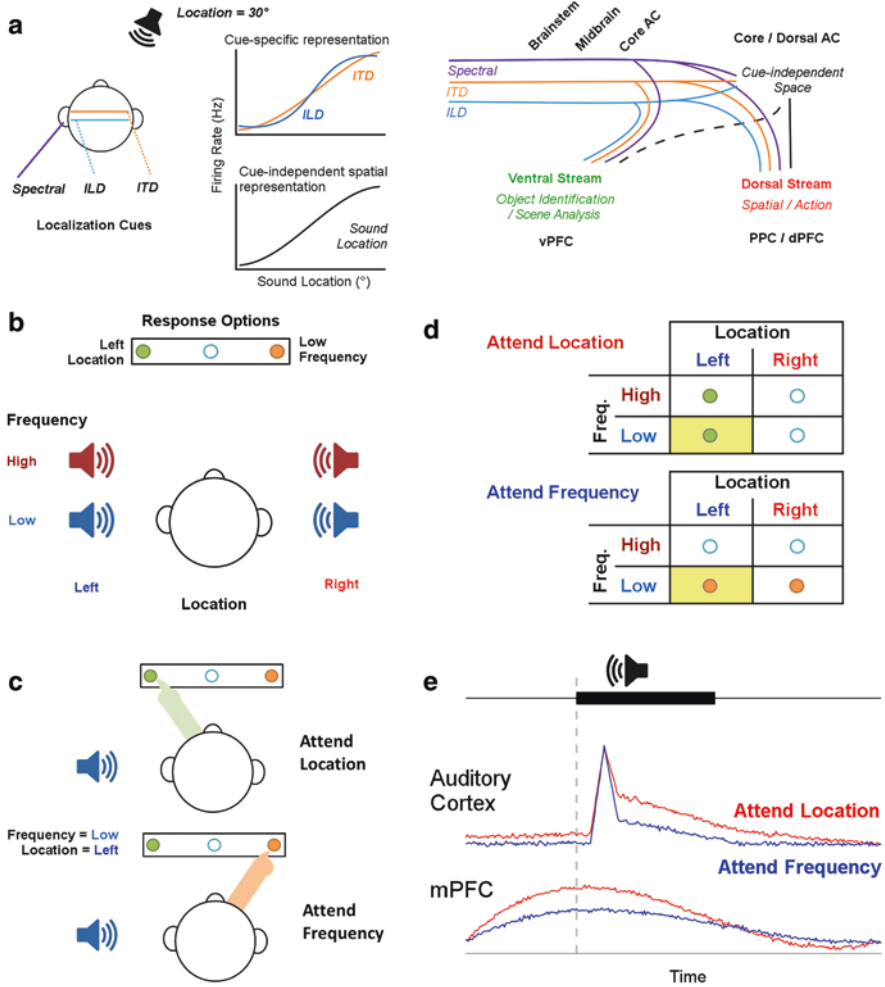 a
Location = 30°
Cue-specific representation
ITD
ILD
Firing Rate (Hz)
Cue-independent spatial
representation
Sound
Location
Sound Location (°)
Spectral
ILD
ITD
Localization Cues
Brainstem
Midbrain
Core AC
Core / Dorsal AC
Spectral
ITD
ILD
Cue-independent
Space
Ventral Stream
Object Identification
/ Scene Analysis
vPFC
Dorsal Stream
Spatial / Action
PPC / dPFC
b
Response Options
Left
Location
Low
Frequency
Frequency
High
Low
Left
Right
Location
d
Attend Location
Location
Left
Right
Freq.
High
Low
Attend Frequency
Location
Left
Right
Freq.
High
Low
c
Attend
Location
Frequency = Low
Location = Left
Attend
Frequency
e
Auditory
Cortex
Attend Location
Attend Frequency
mPFC
Time